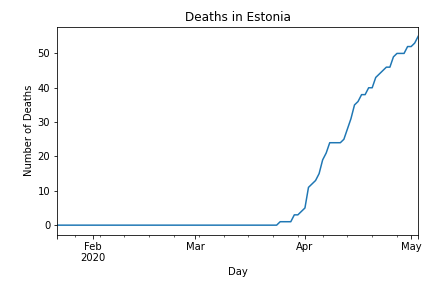 Deaths in Estonia
Number of Deaths
50
40
30
20
10
0
Feb
2020
Mar
Apr
May
Day